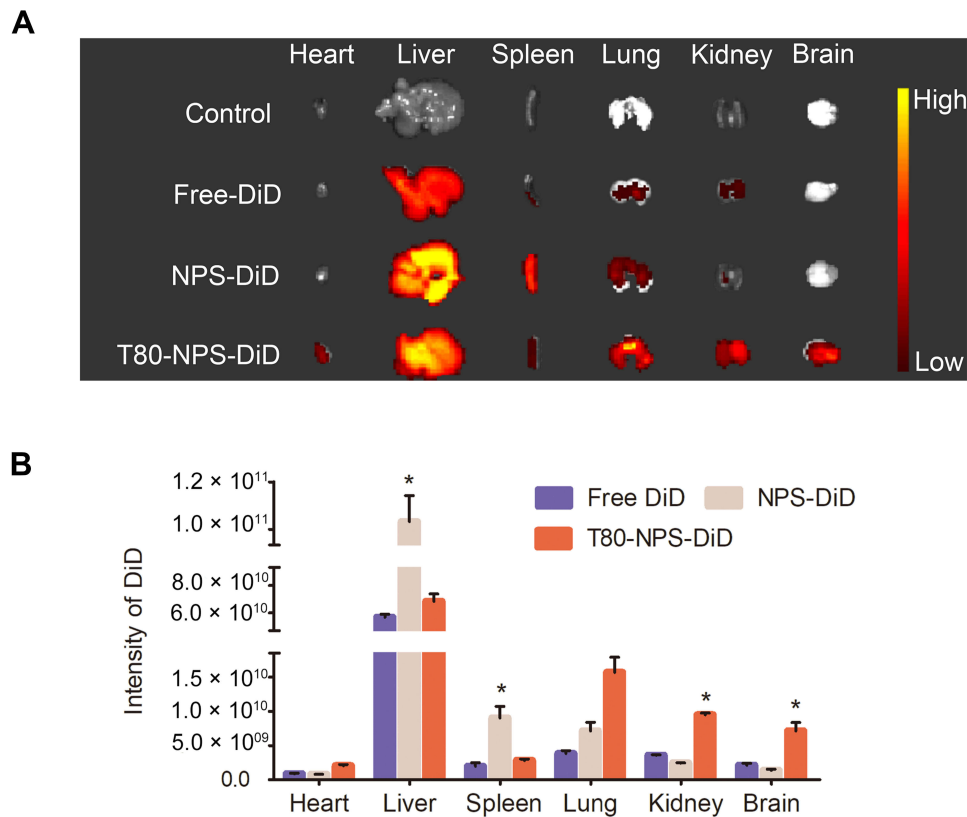 A
Heart Liver Spleen Lung Kidney Brain
Control
High
Free-DiD
NPS-DiD
T80-NPS-DiD
Low
B
Intensity of DiD
1.2 × 10¹¹
1.0 × 10¹¹
8.0 × 10¹⁰
6.0 × 10¹⁰
1.5 × 10¹⁰
1.0 × 10¹⁰
5.0 × 10⁰⁹
0.0
*
*
*
*
Free DiD NPS-DiD
T80-NPS-DiD
Heart Liver Spleen Lung Kidney Brain